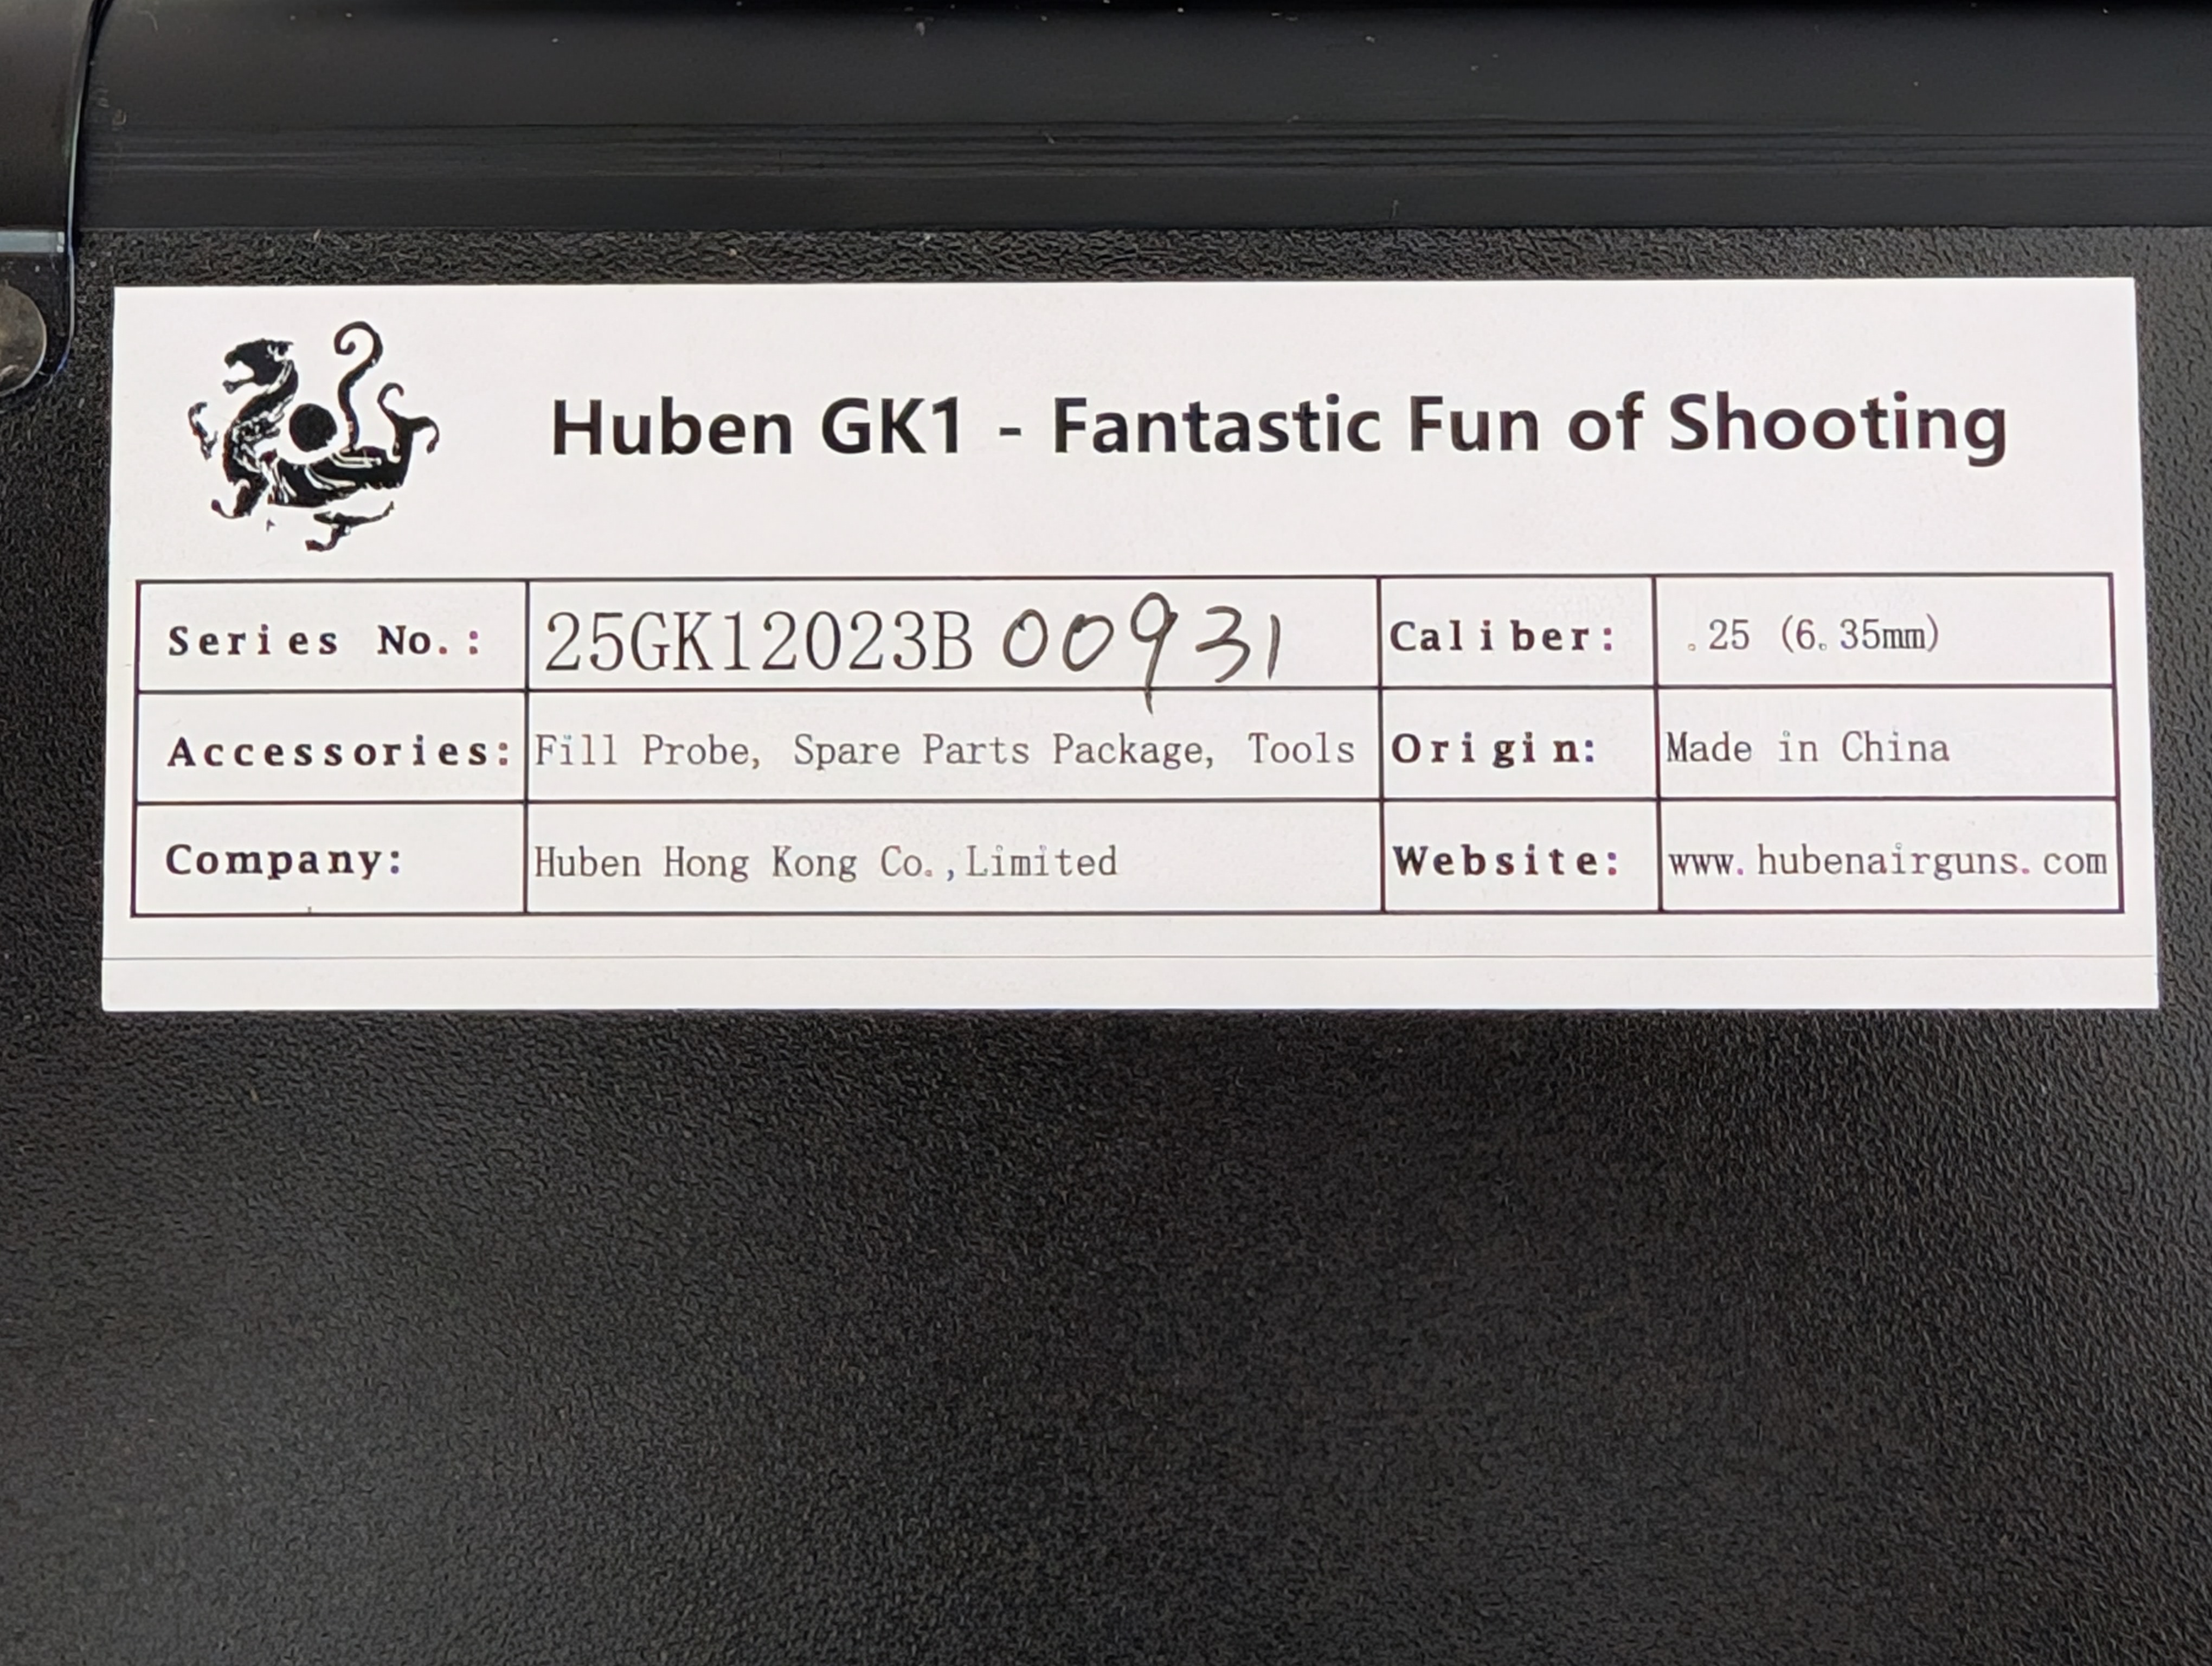 Huben GK1 - Fantastic Fun of Shooting
Series No.: 25GK12023B 00931 Caliber: .25 (6.35mm)
Accessories: Fill Probe, Spare Parts Package, Tools Origin: Made in China
Company: Huben Hong Kong Co.,Limited Website: www.hubenairguns.com